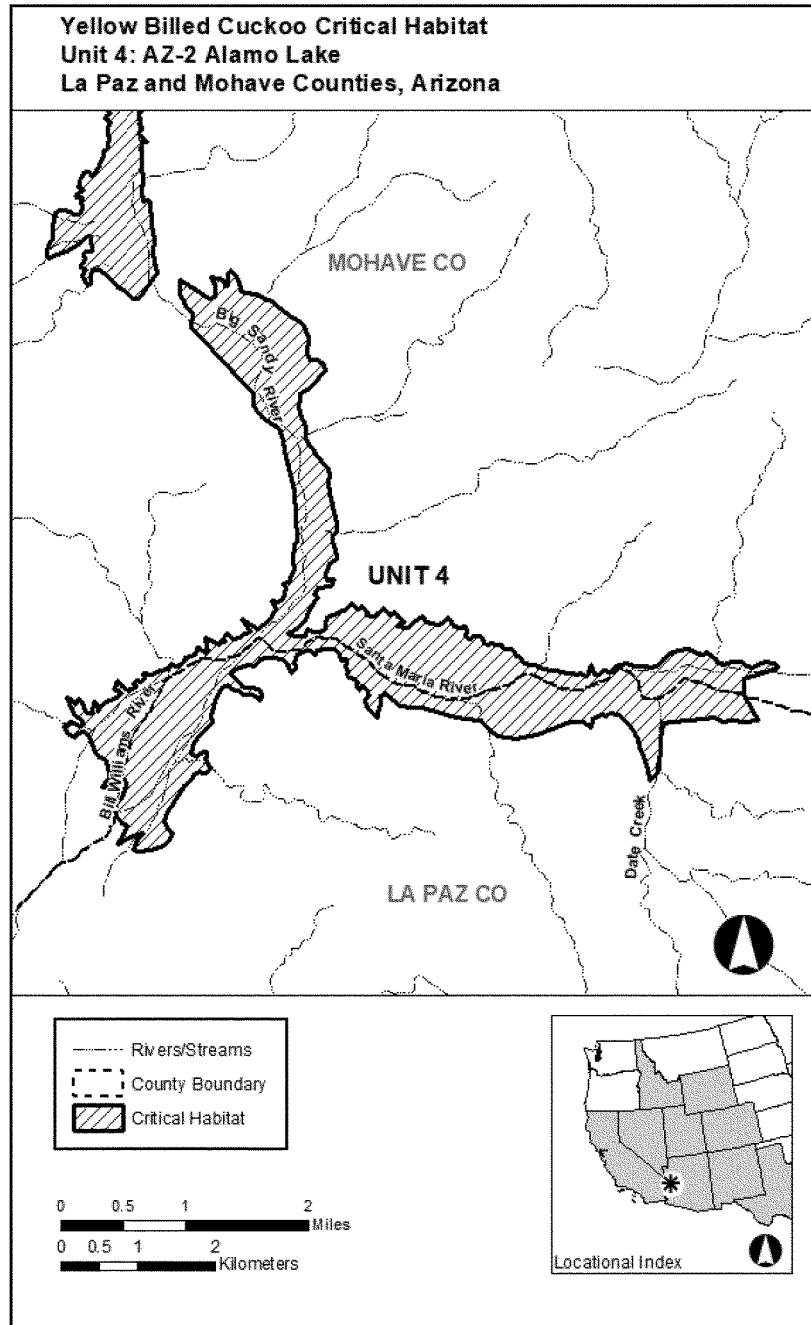 Yellow Billed Cuckoo Critical Habitat
Unit 4: AZ-2 Alamo Lake
La Paz and Mohave Counties, Arizona
MOHAVE CO
Big Sandy River
UNIT 4
Santa Maria River
Bill Williams River
Date Creek
LA PAZ CO
Rivers/Streams
County Boundary
Critical Habitat
0 0.5 1 2
Miles
0 0.5 1 2
Kilometers
Locational Index